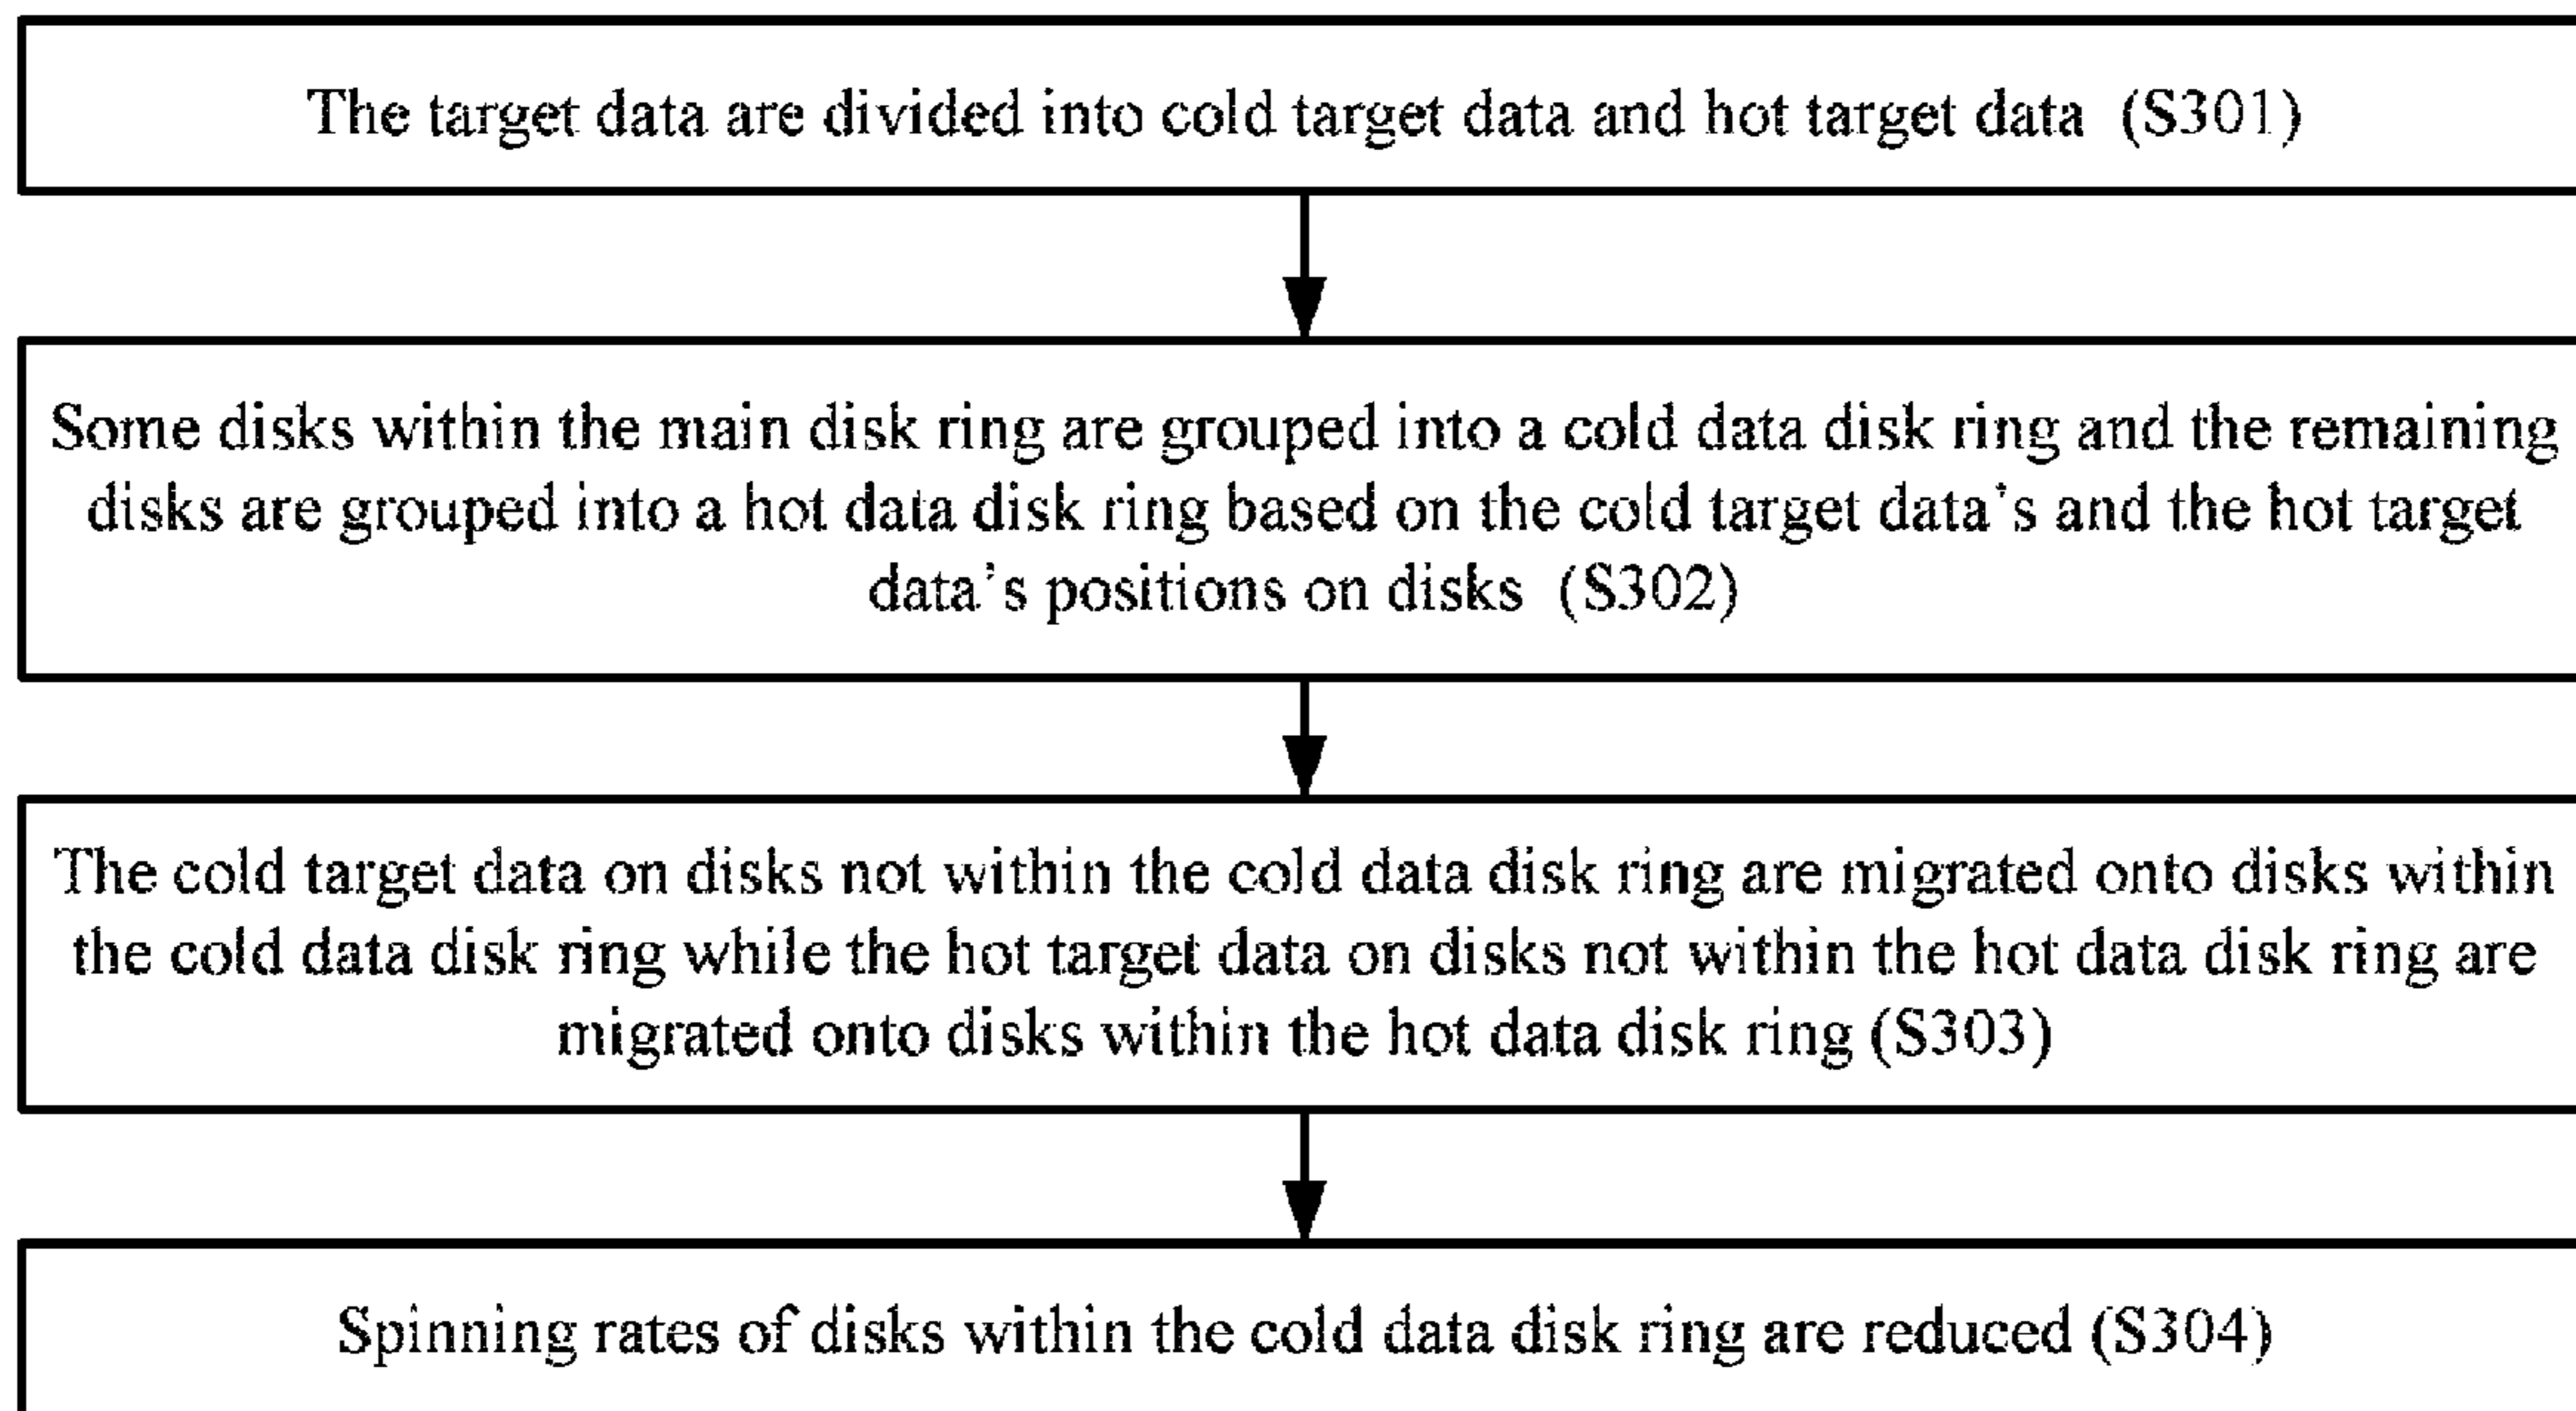 The target data are divided into cold target data and hot target data (S301)
Some disks within the main disk ring are grouped into a cold data disk ring and the remaining
disks are grouped into a hot data disk ring based on the cold target data's and the hot target
data's positions on disks (S302)
The cold target data on disks not within the cold data disk ring are migrated onto disks within
the cold data disk ring while the hot target data on disks not within the hot data disk ring are
migrated onto disks within the hot data disk ring (S303)
Spinning rates of disks within the cold data disk ring are reduced (S304)